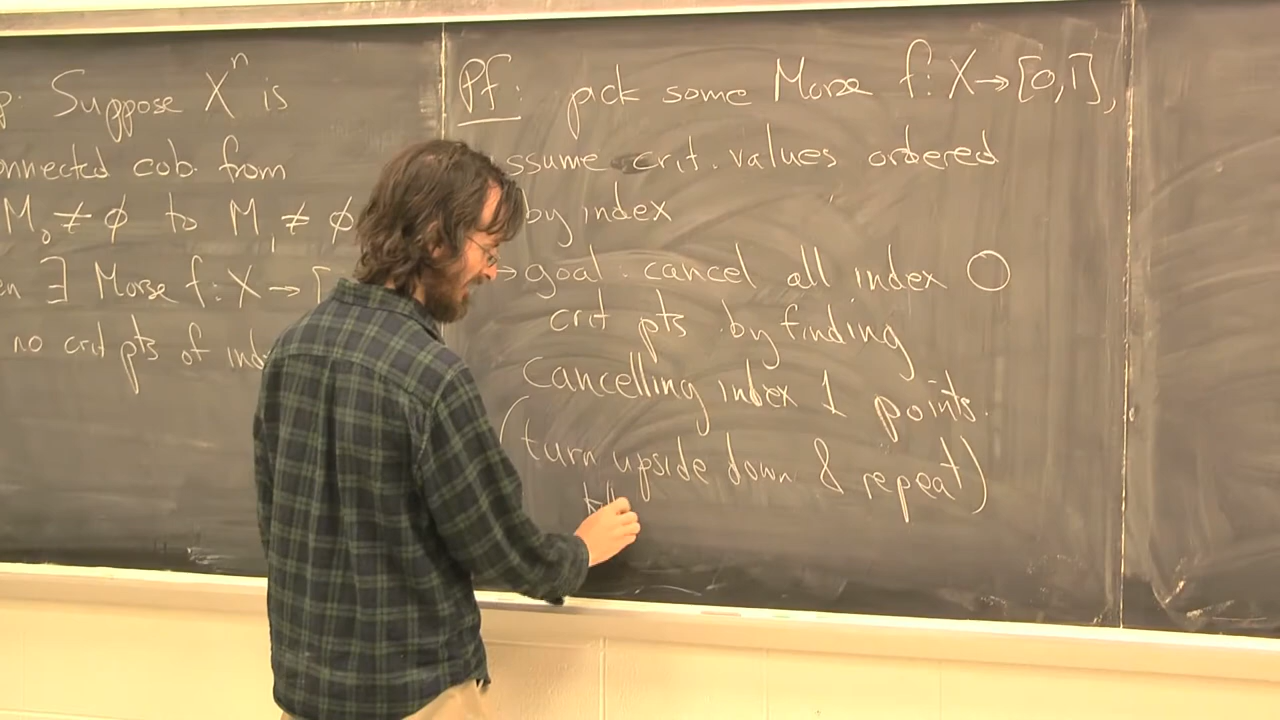 Suppose Xⁿ is
cob. from
M₀ ≠ ∅ to M₁ ≠ ∅
∃ Morse f: X → [
no crit pts of
Pf: pick some Morse f: X → [0,1],
crit. values ordered
by index
→ goal: cancel all index 0
crit pts by finding
cancelling index 1 points.
(turn upside down & repeat)